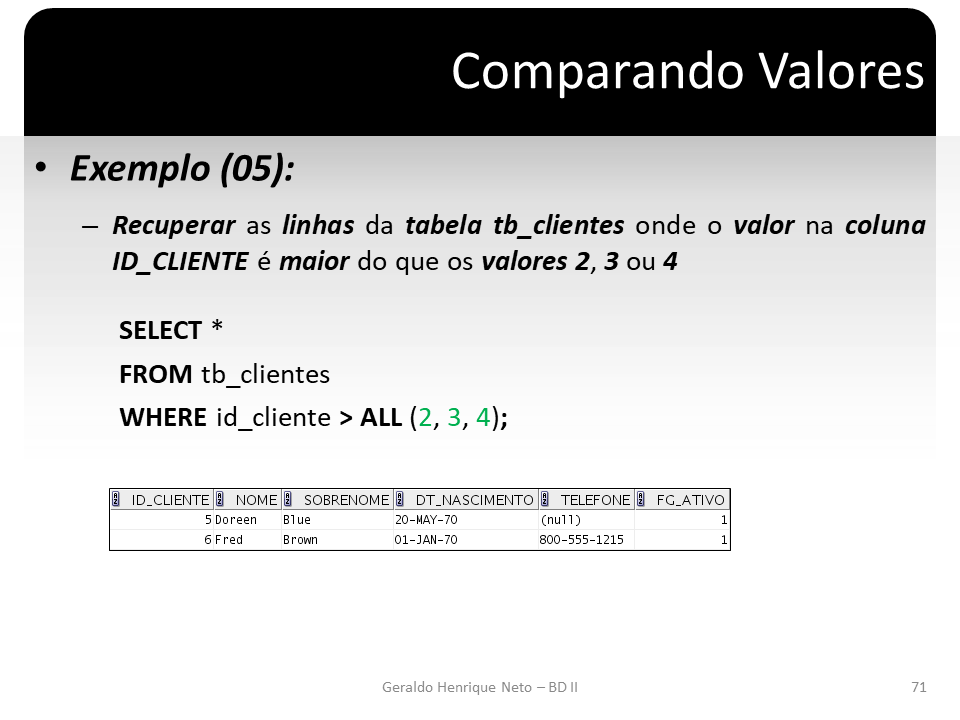 Comparando Valores
• Exemplo (05):
– Recuperar as linhas da tabela tb_clientes onde o valor na coluna
ID_CLIENTE é maior do que os valores 2, 3 ou 4
SELECT *
FROM tb_clientes
WHERE id_cliente > ALL (2, 3, 4);
ID_CLIENTE NOME SOBRENOME DT_NASCIMENTO TELEFONE FG_ATIVO
5 Doreen Blue 20-MAY-70 (null) 1
6 Fred Brown 01-JAN-70 800-555-1215 1
Geraldo Henrique Neto – BD II 71